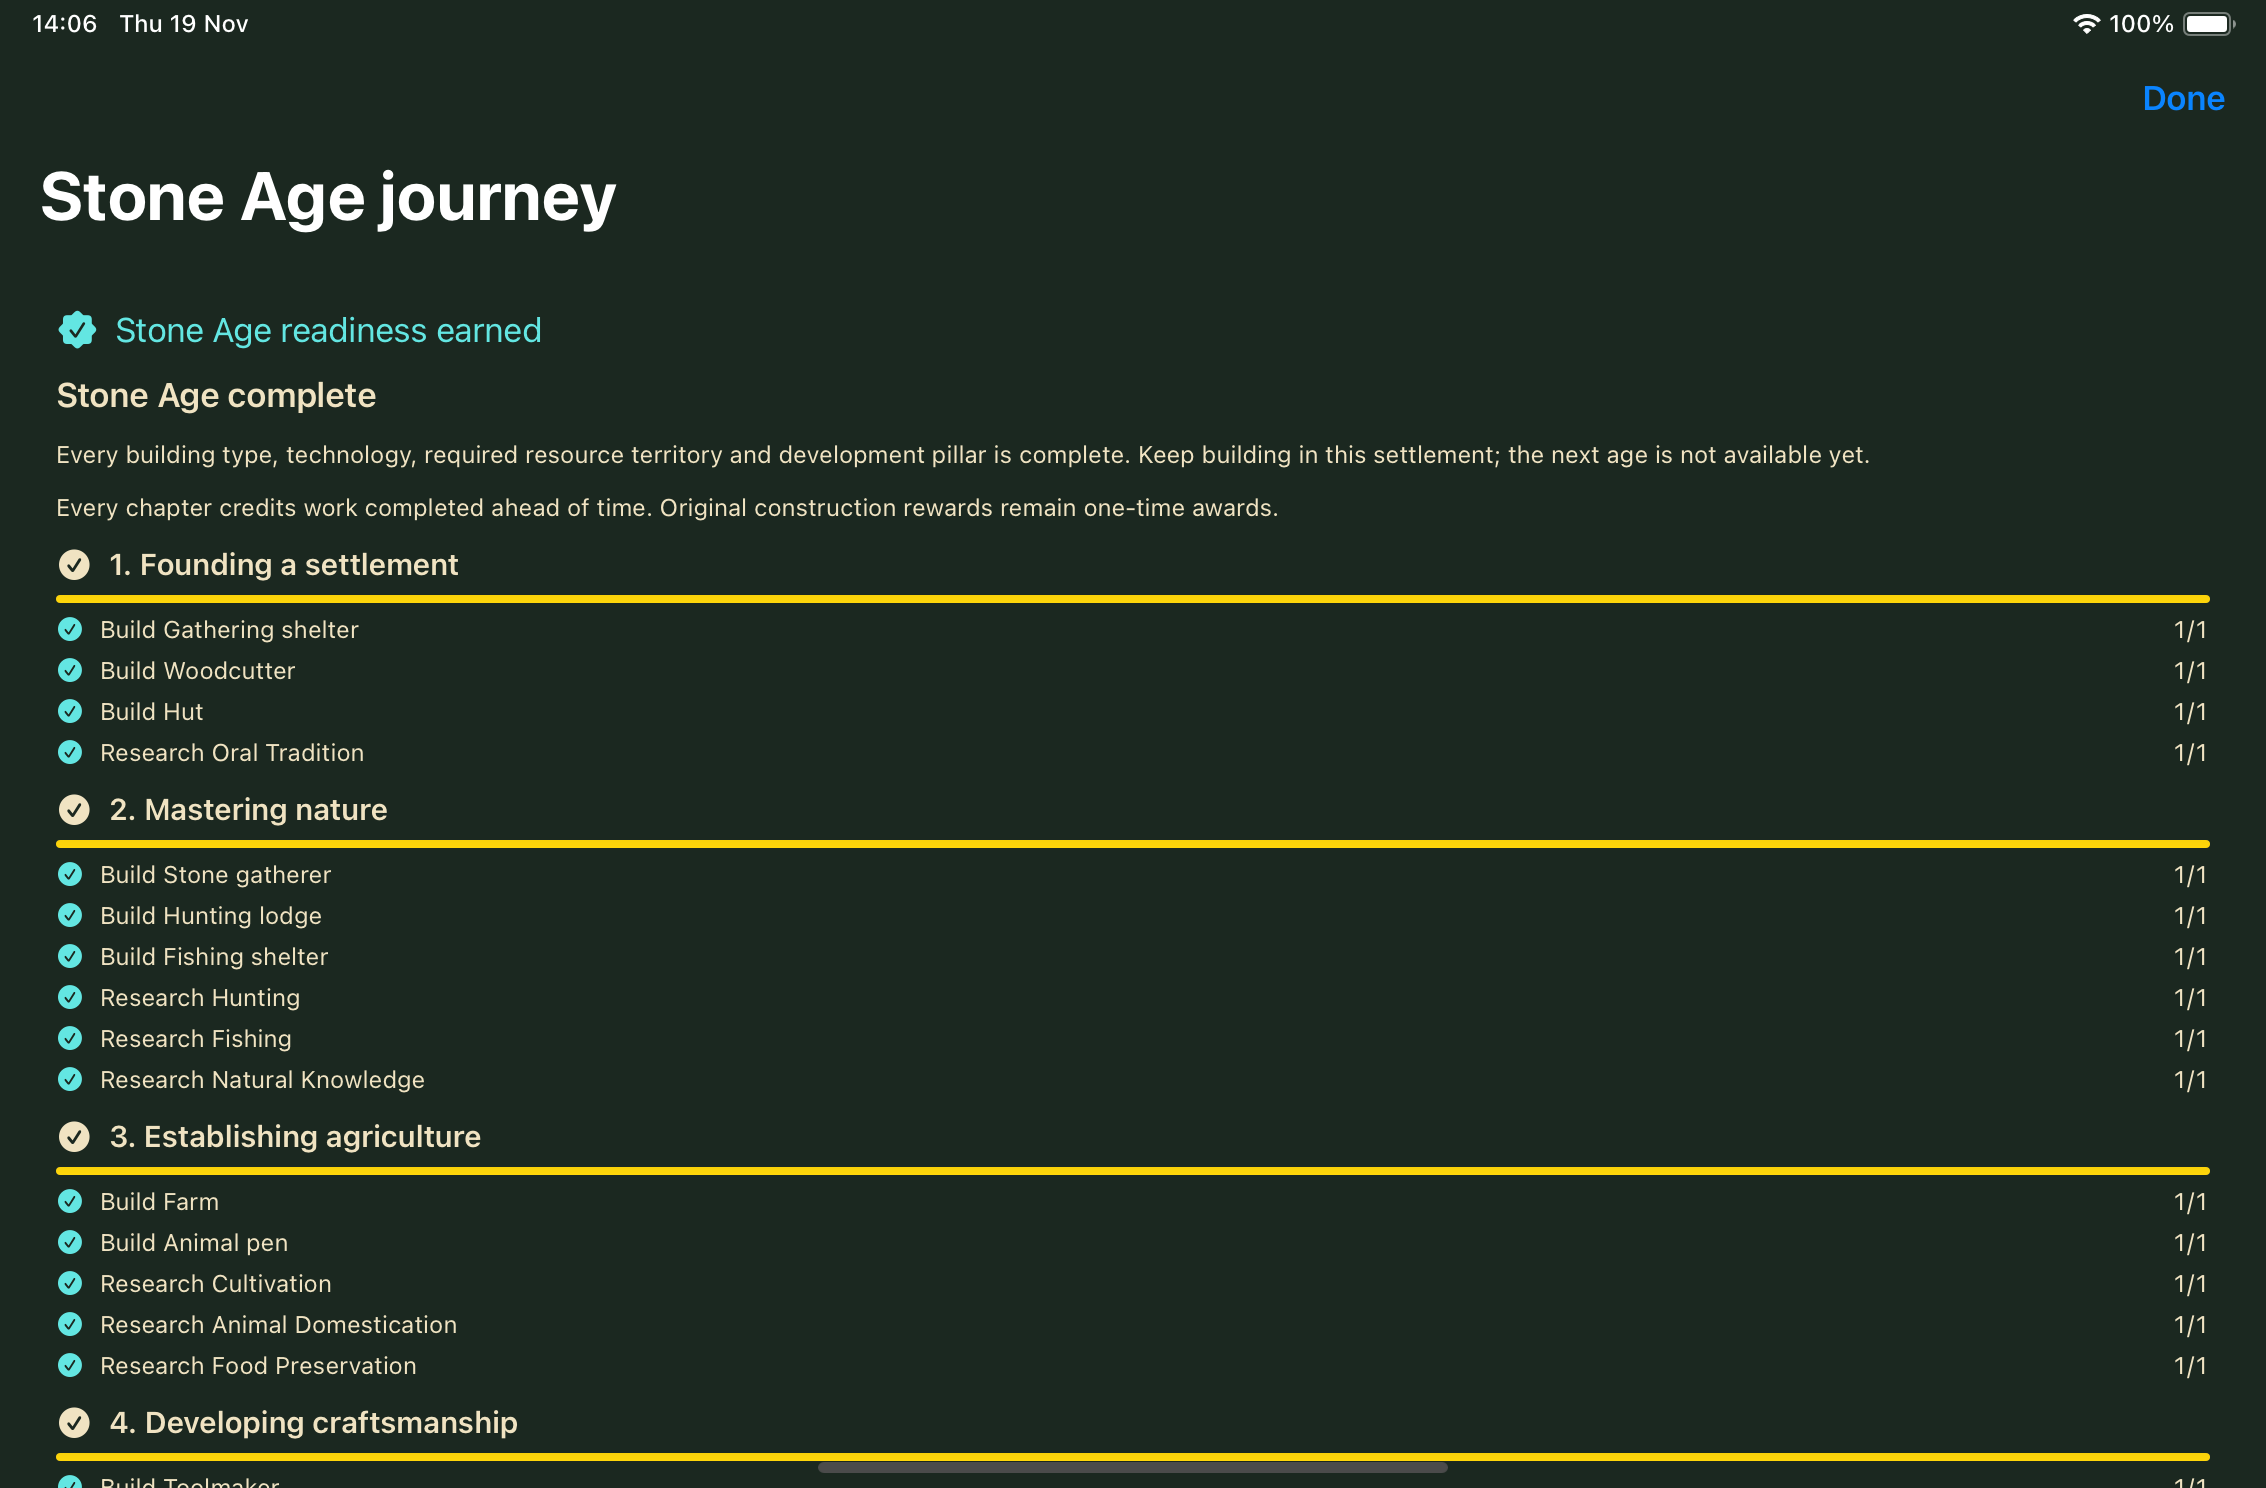 14:06 Thu 19 Nov
100%
Done
Stone Age journey
Stone Age readiness earned
Stone Age complete
Every building type, technology, required resource territory and development pillar is complete. Keep building in this settlement; the next age is not available yet.
Every chapter credits work completed ahead of time. Original construction rewards remain one-time awards.
1. Founding a settlement
Build Gathering shelter 1/1
Build Woodcutter 1/1
Build Hut 1/1
Research Oral Tradition 1/1
2. Mastering nature
Build Stone gatherer 1/1
Build Hunting lodge 1/1
Build Fishing shelter 1/1
Research Hunting 1/1
Research Fishing 1/1
Research Natural Knowledge 1/1
3. Establishing agriculture
Build Farm 1/1
Build Animal pen 1/1
Research Cultivation 1/1
Research Animal Domestication 1/1
Research Food Preservation 1/1
4. Developing craftsmanship
Build Toolmaker 1/1